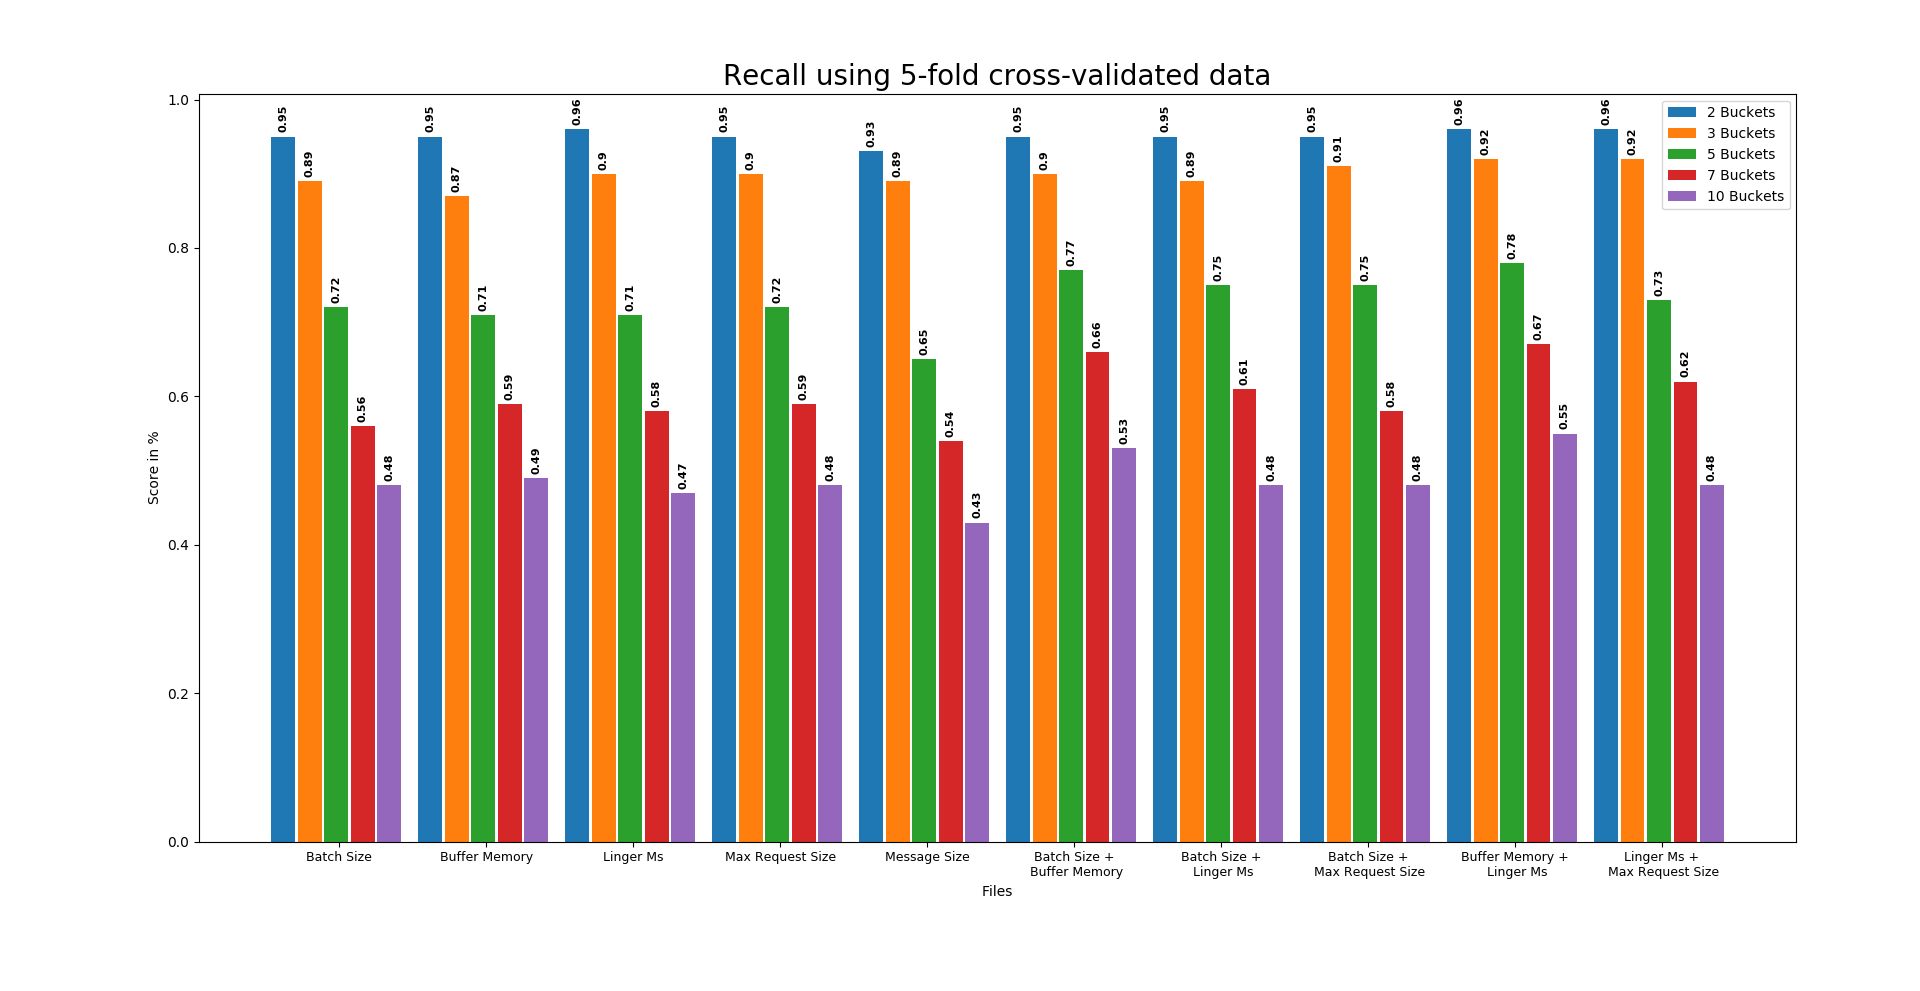 Recall using 5-fold cross-validated data
1.0
0.8
0.6
0.4
0.2
0.0
Score in %
0.95
0.89
0.72
0.56
0.48
0.95
0.87
0.71
0.59
0.49
0.96
0.9
0.71
0.58
0.47
0.95
0.9
0.72
0.59
0.48
0.93
0.89
0.65
0.54
0.43
0.95
0.9
0.77
0.66
0.53
0.95
0.89
0.75
0.61
0.48
0.95
0.91
0.75
0.58
0.48
0.96
0.92
0.78
0.67
0.55
0.96
0.92
0.73
0.62
0.48
2 Buckets
3 Buckets
5 Buckets
7 Buckets
10 Buckets
Batch Size
Buffer Memory
Linger Ms
Max Request Size
Message Size
Batch Size +
Buffer Memory
Batch Size +
Linger Ms
Batch Size +
Max Request Size
Buffer Memory +
Linger Ms
Linger Ms +
Max Request Size
Files